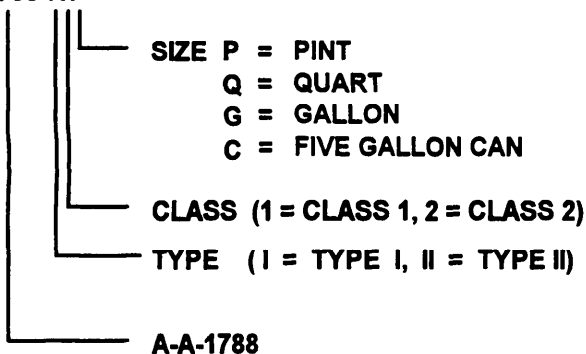 SIZE P = PINT
Q = QUART
G = GALLON
C = FIVE GALLON CAN
CLASS (1 = CLASS 1, 2 = CLASS 2)
TYPE ( I = TYPE I, II = TYPE II)
A-A-1788